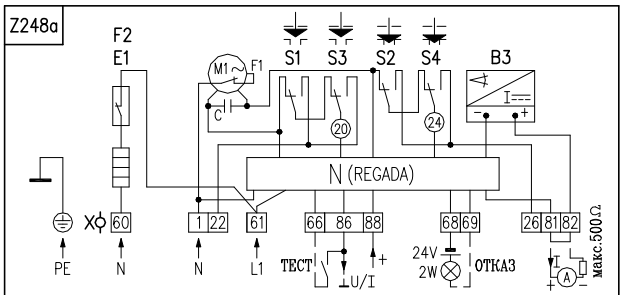 Z248a
F2
E1
M1
F1
C
S1 S3 S2 S4 B3
I
- +
20
24
N (REGADA)
X 60 1 22 61 66 86 88 68 69 26 81 82
PE N N L1
ТЕСТ
U/I
+
24V
2W
ОТКАЗ
I
+ A -
макс.500Ω